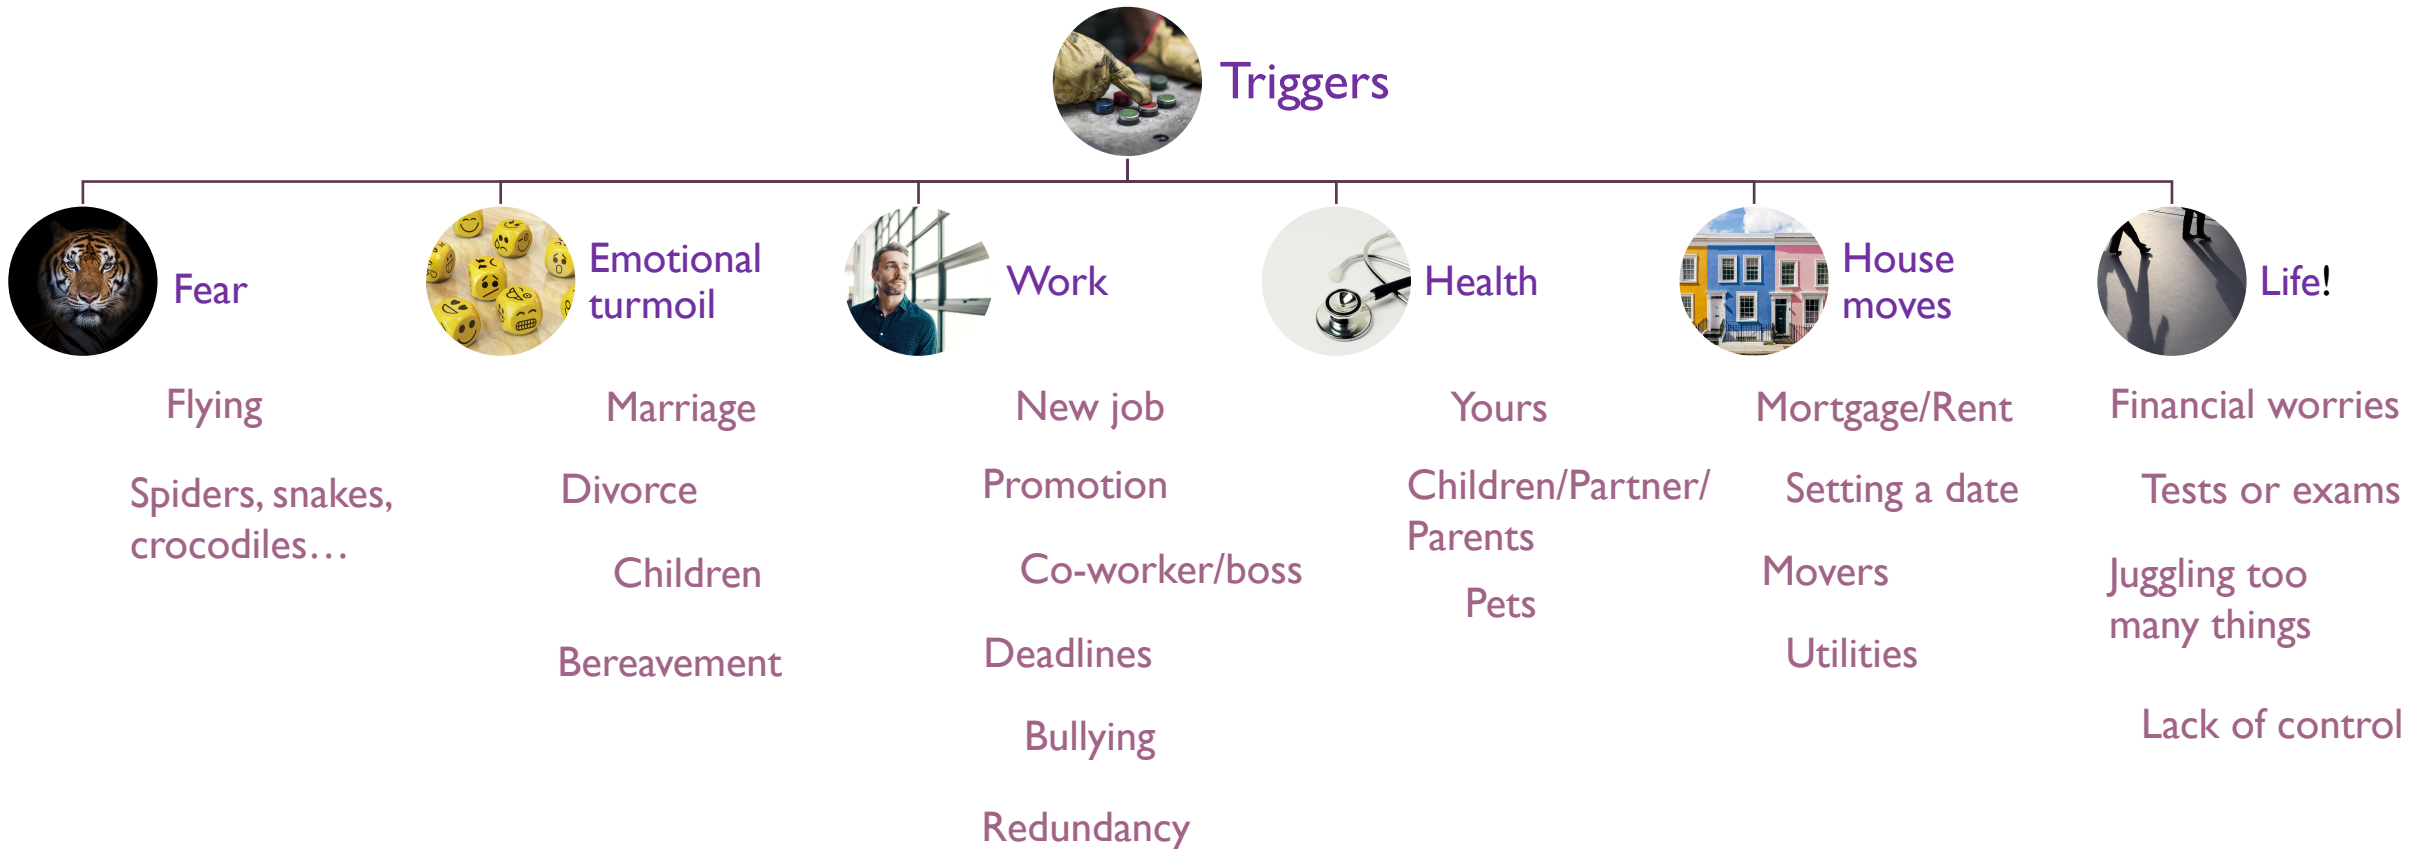 Triggers
Fear
Flying
Spiders, snakes,
crocodiles…
Emotional
turmoil
Marriage
Divorce
Children
Bereavement
Work
New job
Promotion
Co-worker/boss
Deadlines
Bullying
Redundancy
Health
Yours
Children/Partner/
Parents
Pets
House
moves
Mortgage/Rent
Setting a date
Movers
Utilities
Life!
Financial worries
Tests or exams
Juggling too
many things
Lack of control